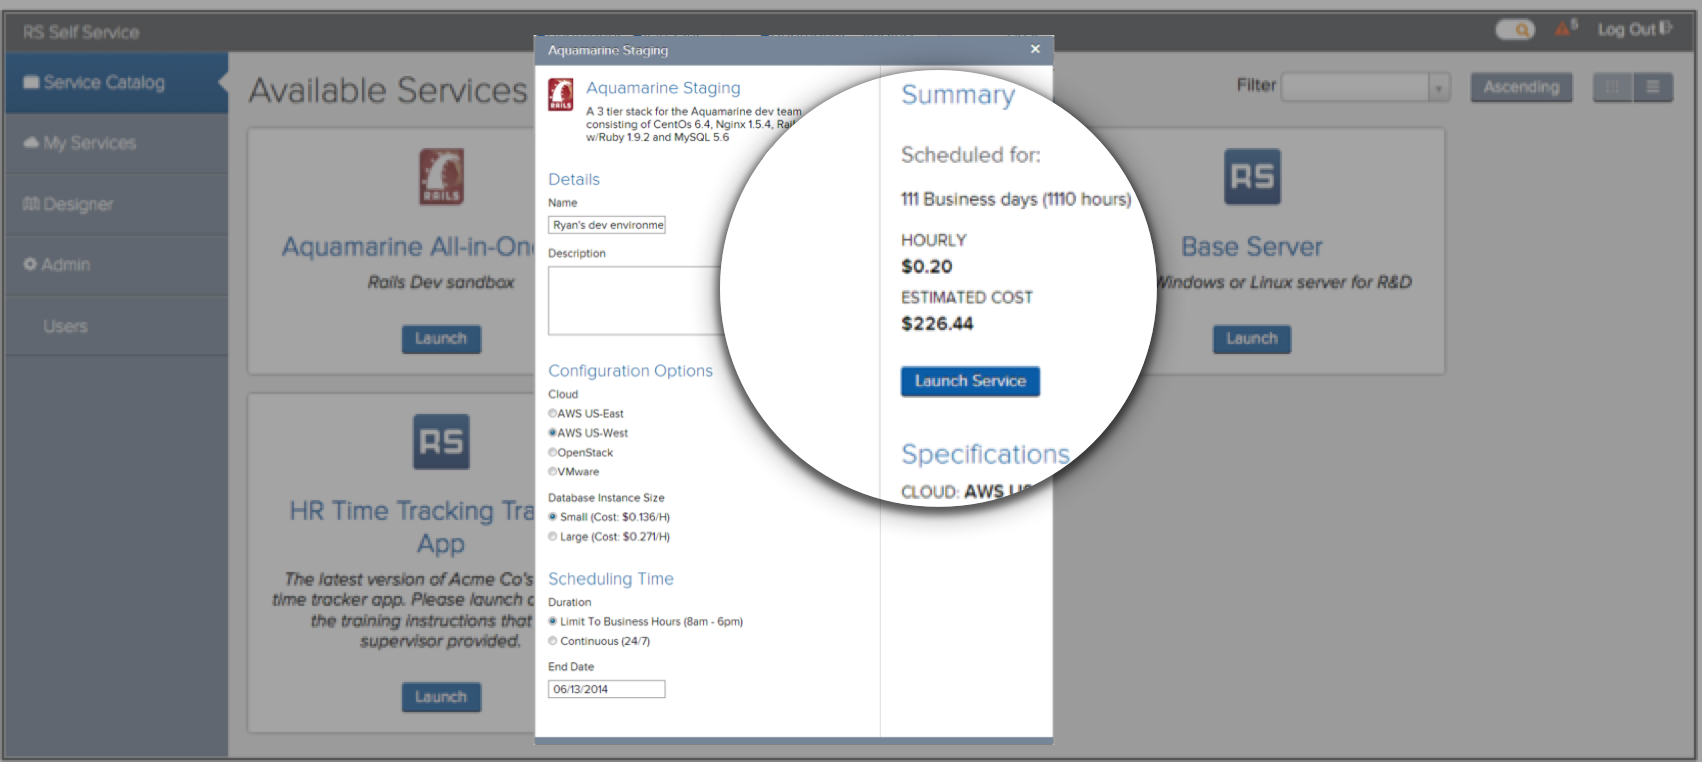 RS Self Service
5
Log Out
Service Catalog
My Services
Designer
Admin
Users
Available Services
Filter
Ascending
RAILS
Aquamarine All-in-On
Rails Dev sandbox
Launch
RS
HR Time Tracking Tra
App
The latest version of Acme Co's
time tracker app. Please launch
the training instructions that
supervisor provided.
Launch
RS
Base Server
Windows or Linux server for R&D
Launch
Aquamarine Staging
RAILS
Aquamarine Staging
A 3 tier stack for the Aquamarine dev team
consisting of CentOs 6.4, Nginx 1.5.4, Rai
w/Ruby 1.9.2 and MySQL 5.6
Details
Name
Ryan's dev environme
Description
Configuration Options
Cloud
AWS US-East
AWS US-West
OpenStack
VMware
Database Instance Size
Small (Cost: $0.136/H)
Large (Cost: $0.271/H)
Scheduling Time
Duration
Limit To Business Hours (8am - 6pm)
Continuous (24/7)
End Date
06/13/2014
Summary
Scheduled for:
111 Business days (1110 hours)
HOURLY
$0.20
ESTIMATED COST
$226.44
Launch Service
Specifications
CLOUD: AWS US